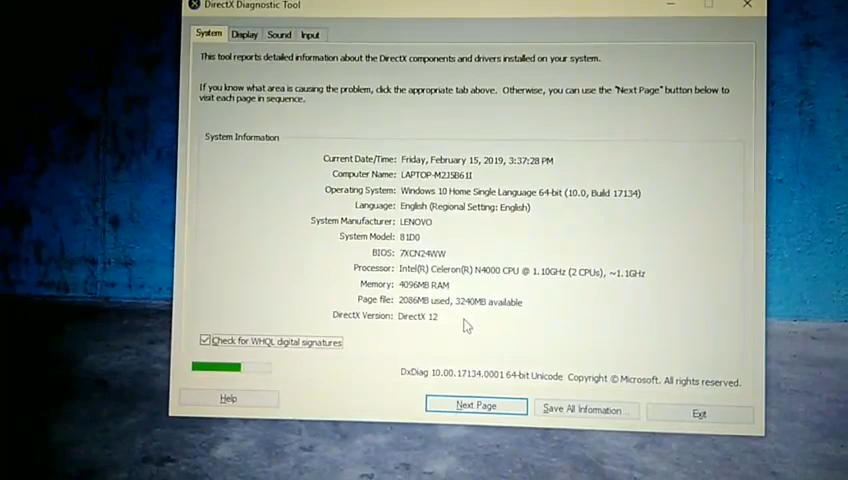 DirectX Diagnostic Tool
System Display Sound Input
This tool reports detailed information about the DirectX components and drivers installed on your system.
If you know what area is causing the problem, click the appropriate tab above. Otherwise, you can use the "Next Page" button below to
visit each page in sequence.
System Information
Current Date/Time: Friday, February 15, 2019, 3:37:28 PM
Computer Name: LAPTOP-M2J5B61I
Operating System: Windows 10 Home Single Language 64-bit (10.0, Build 17134)
Language: English (Regional Setting: English)
System Manufacturer: LENOVO
System Model: 81D0
BIOS: 7XCN24WW
Processor: Intel(R) Celeron(R) N4000 CPU @ 1.10GHz (2 CPUs), ~1.1GHz
Memory: 4096MB RAM
Page file: 2086MB used, 3240MB available
DirectX Version: DirectX 12
Check for WHQL digital signatures
DxDiag 10.00.17134.0001 64-bit Unicode Copyright © Microsoft. All rights reserved.
Help Next Page Save All Information... Exit